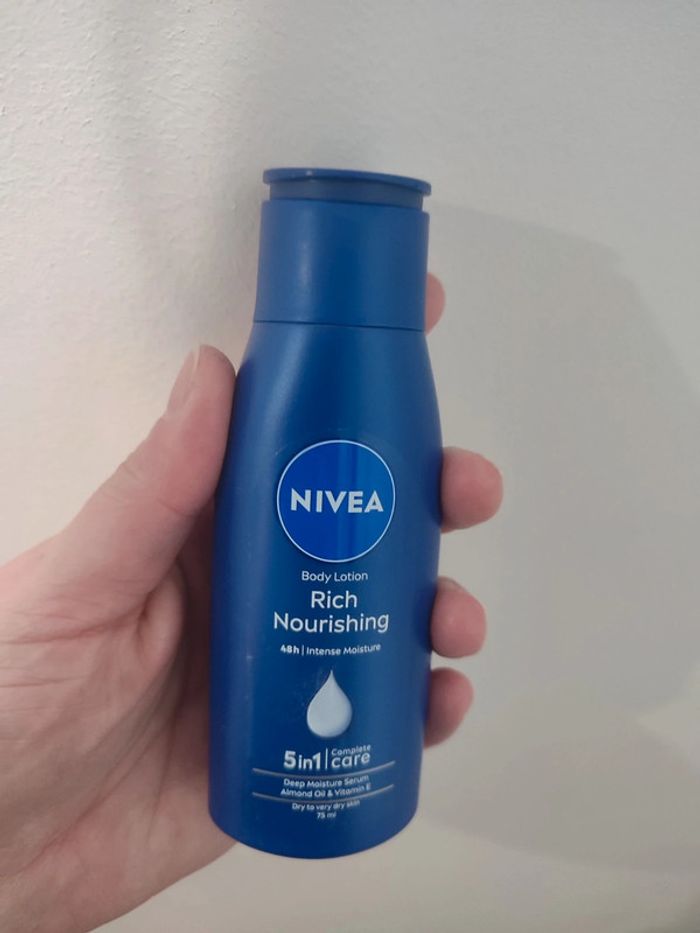 NIVEA
Body Lotion
Rich
Nourishing
48h | Intense Moisture
5in1 | Complete care
Deep Moisture Serum
Almond Oil & Vitamin E
Dry to very dry skin
75 ml